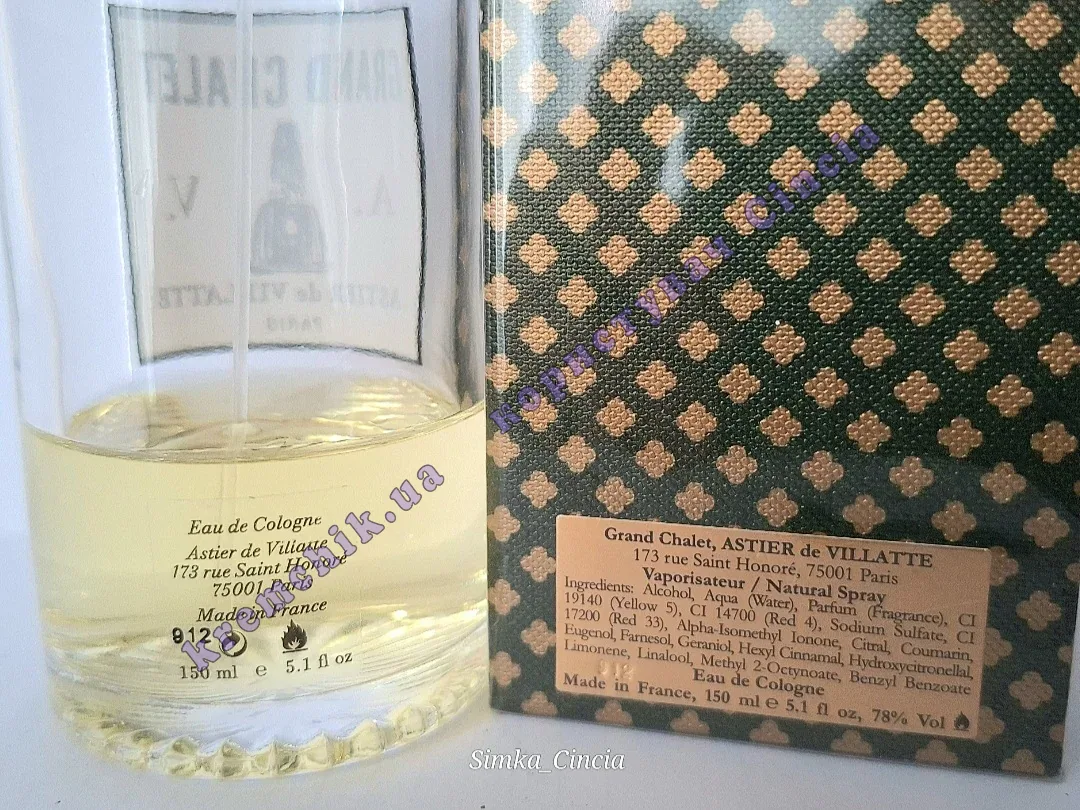 GRAND CHALET
A. V.
ASTIER de VILLATTE
PARIS
Eau de Cologne
Astier de Villatte
173 rue Saint Honoré
75001 Paris
Made in France
912
150 ml e 5.1 fl oz
Grand Chalet, ASTIER de VILLATTE
173 rue Saint Honoré, 75001 Paris
Vaporisateur / Natural Spray
Ingredients: Alcohol, Aqua (Water), Parfum (Fragrance), CI
19140 (Yellow 5), CI 14700 (Red 4), Sodium Sulfate, CI
17200 (Red 33), Alpha-Isomethyl Ionone, Citral, Coumarin,
Eugenol, Farnesol, Geraniol, Hexyl Cinnamal, Hydroxycitronellal,
Limonene, Linalool, Methyl 2-Octynoate, Benzyl Benzoate
912
Eau de Cologne
Made in France, 150 ml e 5.1 fl oz, 78% Vol
користувач Cincia
kremchik.ua
Simka_Cincia